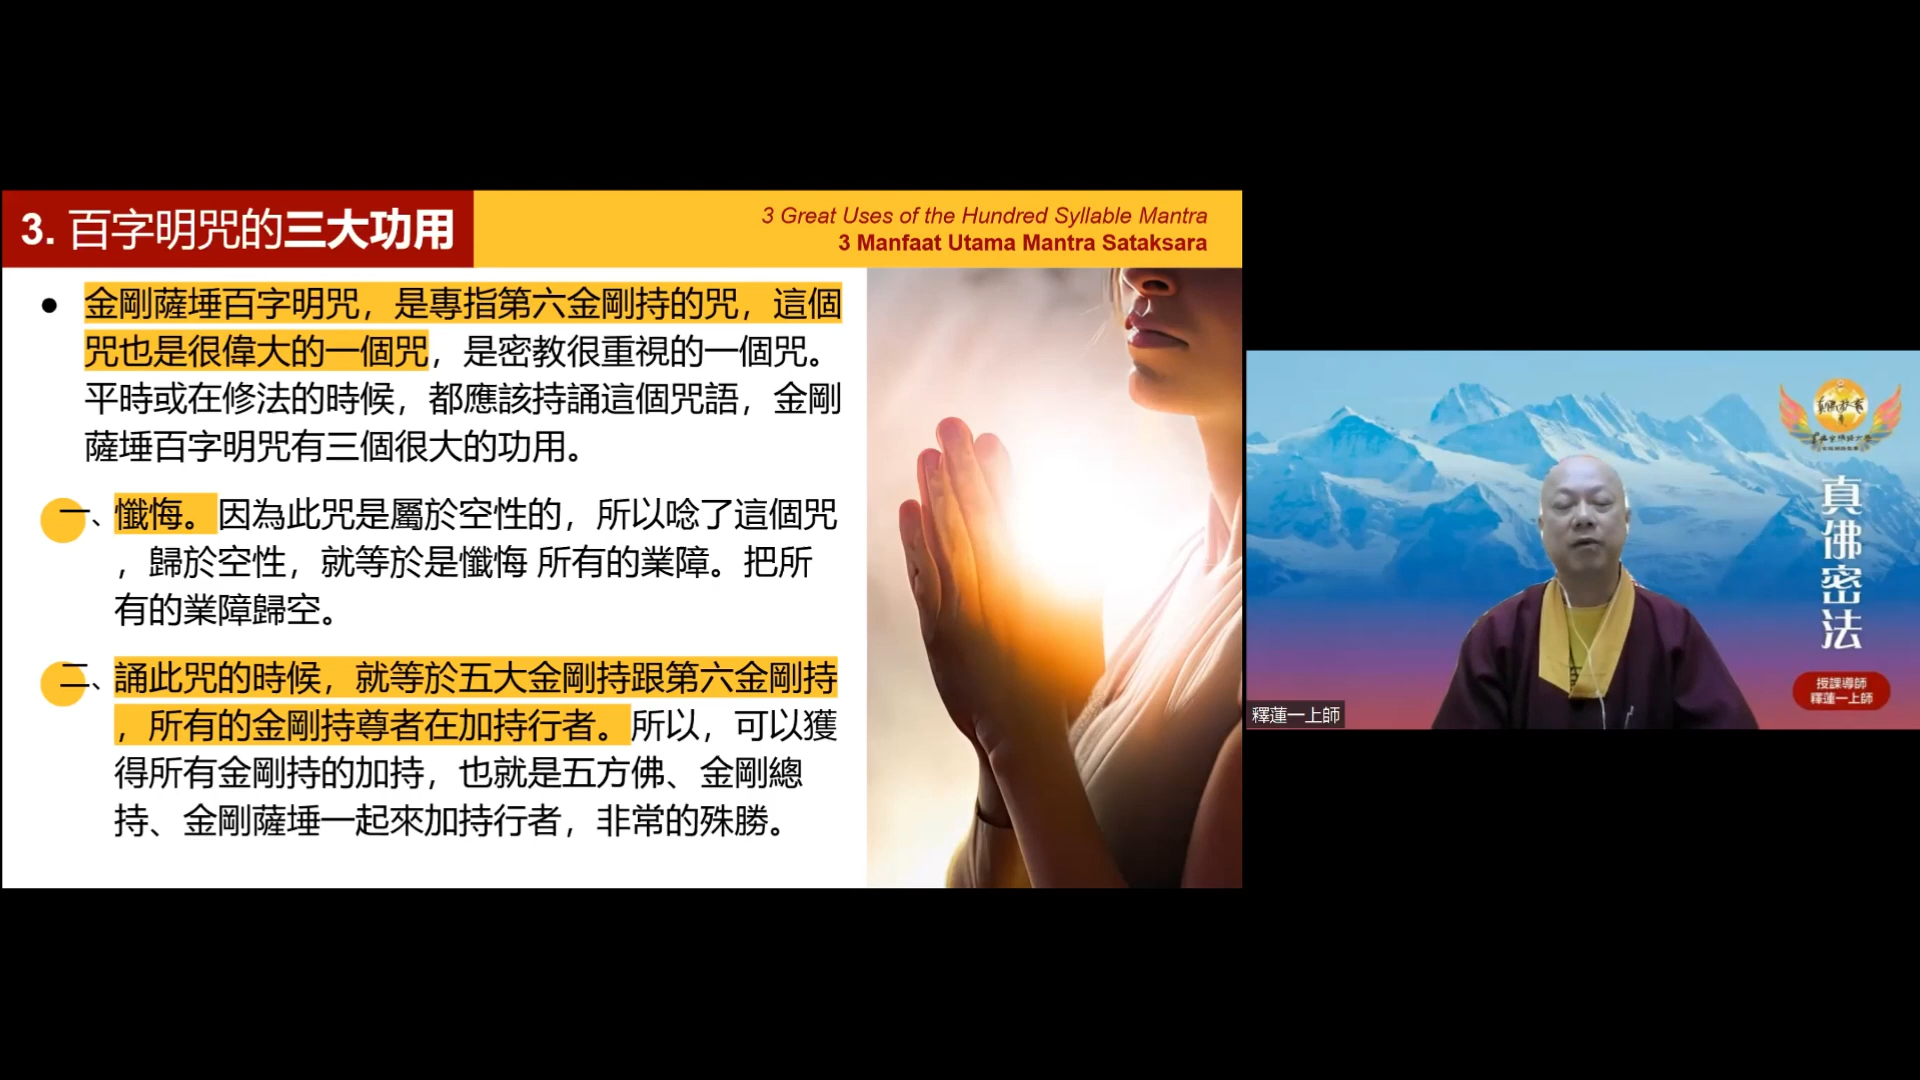 3. 百字明咒的三大功用
3 Great Uses of the Hundred Syllable Mantra
3 Manfaat Utama Mantra Sataksara
● 金剛薩埵百字明咒，是專指第六金剛持的咒，這個
咒也是很偉大的一個咒，是密教很重視的一個咒。
平時或在修法的時候，都應該持誦這個咒語，金剛
薩埵百字明咒有三個很大的功用。
一、懺悔。因為此咒是屬於空性的，所以唸了這個咒
，歸於空性，就等於是懺悔 所有的業障。把所
有的業障歸空。
二、誦此咒的時候，就等於五大金剛持跟第六金剛持
，所有的金剛持尊者在加持行者。所以，可以獲
得所有金剛持的加持，也就是五方佛、金剛總
持、金剛薩埵一起來加持行者，非常的殊勝。
真佛密法
授課導師
釋蓮一上師
釋蓮一上師